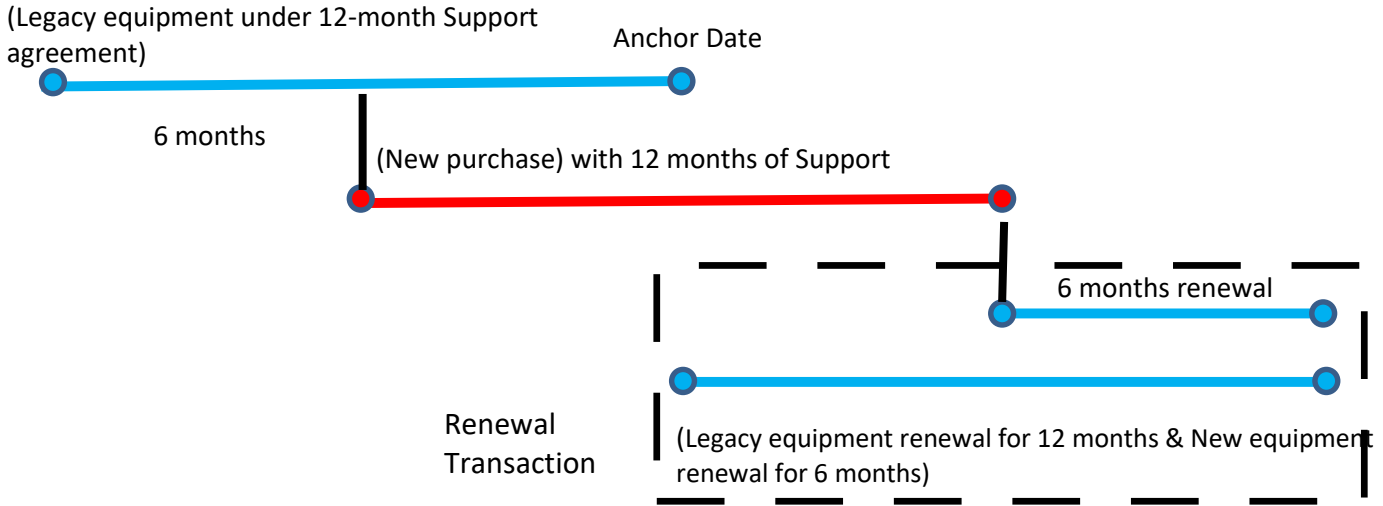 (Legacy equipment under 12-month Support
agreement)
Anchor Date
6 months
(New purchase) with 12 months of Support
6 months renewal
Renewal
Transaction
(Legacy equipment renewal for 12 months & New equipment
renewal for 6 months)